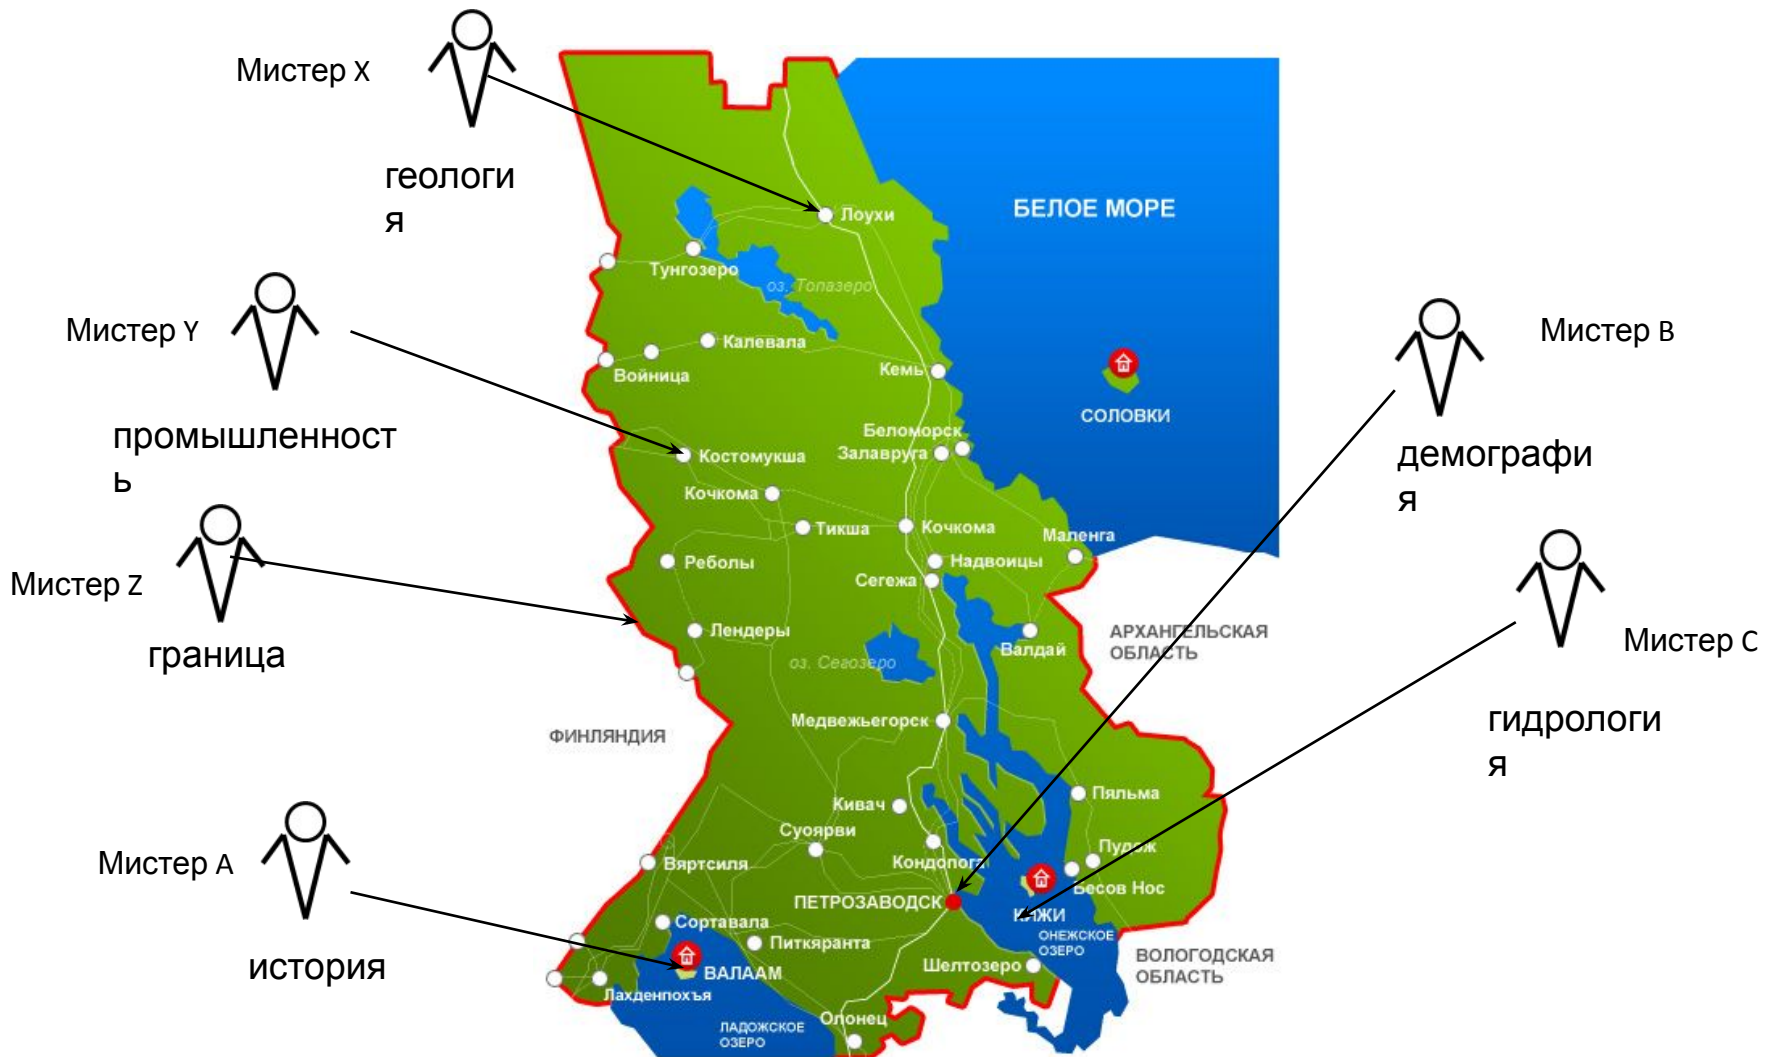 Мистер X
геологи
я
Мистер Y
промышленност
ь
Мистер Z
граница
Мистер A
история
Мистер B
демографи
я
Мистер C
гидрологи
я
БЕЛОЕ МОРЕ
Лоухи
Тунгозеро
оз. Топазеро
Калевала
Войница
Кемь
СОЛОВКИ
Беломорск
Залавруга
Костомукша
Кочкома
Тикша
Кочкома
Маленга
Реболы
Надвоицы
Сегежа
Лендеры
Валдай
АРХАНГЕЛЬСКАЯ
ОБЛАСТЬ
оз. Сегозеро
Медвежьегорск
ФИНЛЯНДИЯ
Пяльма
Кивач
Суоярви
Кондопога
Пудож
Вяртсиля
Бесов Нос
ПЕТРОЗАВОДСК
КИЖИ
Сортавала
Питкяранта
ОНЕЖСКОЕ
ОЗЕРО
ВОЛОГОДСКАЯ
ОБЛАСТЬ
Шелтозеро
ВАЛААМ
Лахденпохъя
Олонец
ЛАДОЖСКОЕ
ОЗЕРО